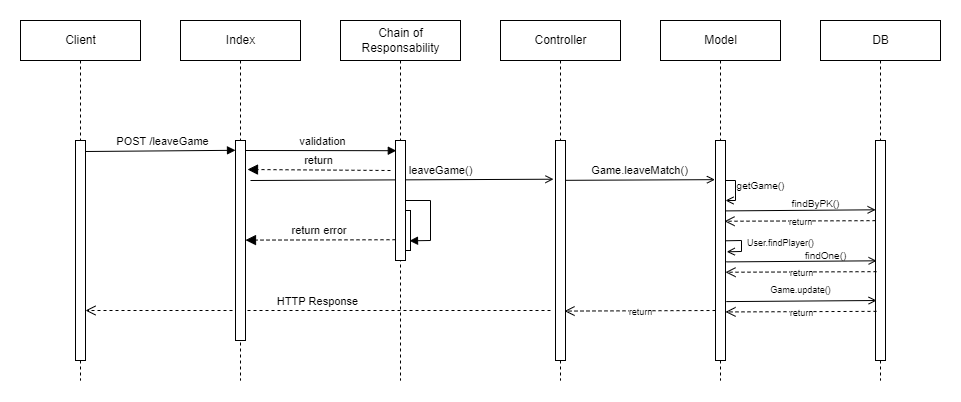 Client
Index
Chain of
Responsability
Controller
Model
DB
POST /leaveGame
validation
return
leaveGame()
Game.leaveMatch()
getGame()
findByPK()
return
return error
User.findPlayer()
findOne()
return
Game.update()
HTTP Response
return
return